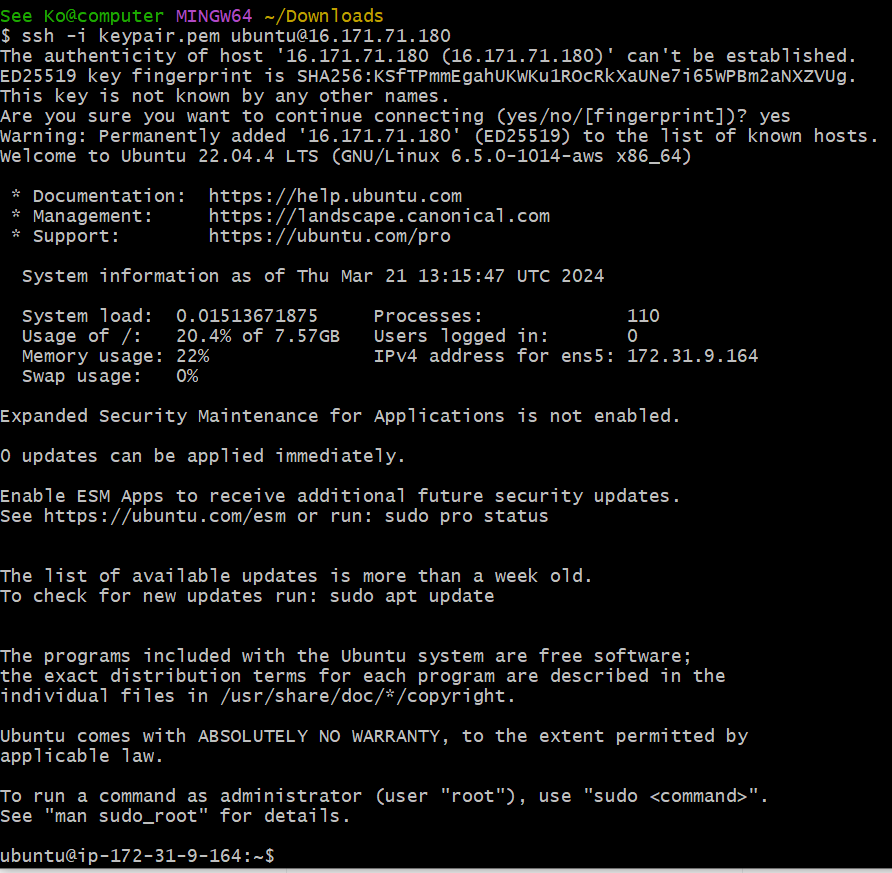 See Ko@computer MINGW64 ~/Downloads
$ ssh -i keypair.pem ubuntu@16.171.71.180
The authenticity of host '16.171.71.180 (16.171.71.180)' can't be established.
ED25519 key fingerprint is SHA256:KSfTPmmEgahUKWKu1ROcRkXaUNe7i65WPBm2aNXZVUg.
This key is not known by any other names.
Are you sure you want to continue connecting (yes/no/[fingerprint])? yes
Warning: Permanently added '16.171.71.180' (ED25519) to the list of known hosts.
Welcome to Ubuntu 22.04.4 LTS (GNU/Linux 6.5.0-1014-aws x86_64)
* Documentation:  https://help.ubuntu.com
* Management:     https://landscape.canonical.com
* Support:        https://ubuntu.com/pro
System information as of Thu Mar 21 13:15:47 UTC 2024
System load:  0.01513671875     Processes:             110
Usage of /:   20.4% of 7.57GB   Users logged in:       0
Memory usage: 22%               IPv4 address for ens5: 172.31.9.164
Swap usage:   0%
Expanded Security Maintenance for Applications is not enabled.
0 updates can be applied immediately.
Enable ESM Apps to receive additional future security updates.
See https://ubuntu.com/esm or run: sudo pro status
The list of available updates is more than a week old.
To check for new updates run: sudo apt update
The programs included with the Ubuntu system are free software;
the exact distribution terms for each program are described in the
individual files in /usr/share/doc/*/copyright.
Ubuntu comes with ABSOLUTELY NO WARRANTY, to the extent permitted by
applicable law.
To run a command as administrator (user "root"), use "sudo <command>".
See "man sudo_root" for details.
ubuntu@ip-172-31-9-164:~$